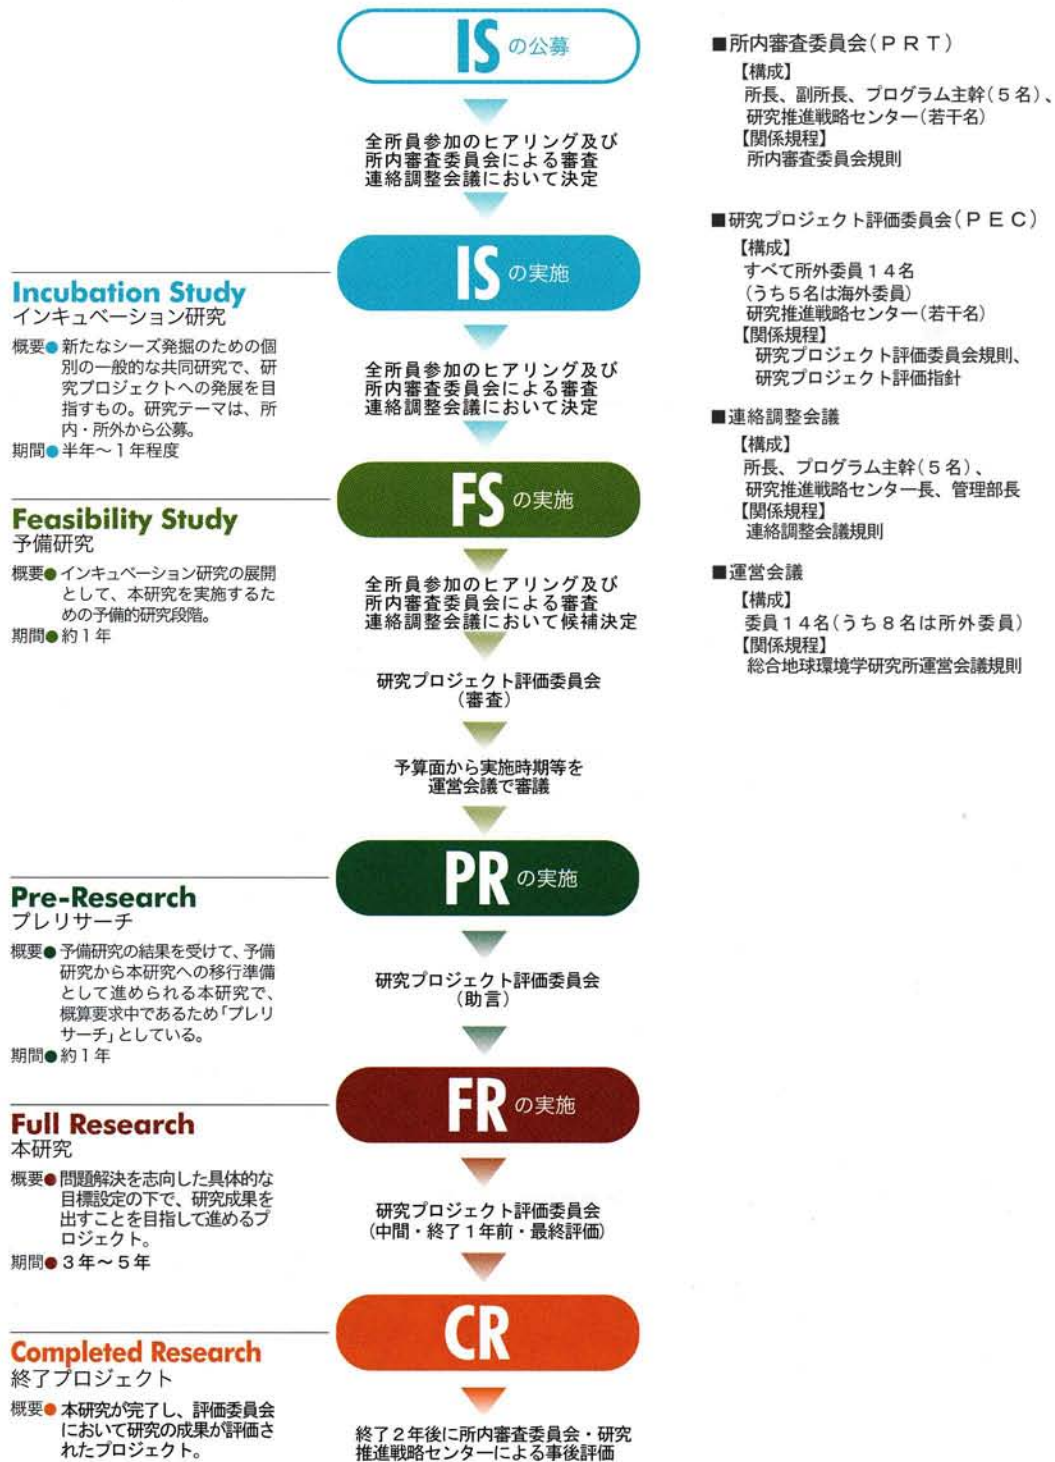 ISの公募
全所員参加のヒアリング及び
所内審査委員会による審査
連絡調整会議において決定
ISの実施
Incubation Study
インキュベーション研究
概要●新たなシーズ発掘のための個
別の一般的な共同研究で、研
究プロジェクトへの発展を目
指すもの。研究テーマは、所
内・所外から公募。
期間●半年～1年程度
全所員参加のヒアリング及び
所内審査委員会による審査
連絡調整会議において決定
FSの実施
Feasibility Study
予備研究
概要●インキュベーション研究の展開
として、本研究を実施するた
めの予備的研究段階。
期間●約1年
全所員参加のヒアリング及び
所内審査委員会による審査
連絡調整会議において候補決定
研究プロジェクト評価委員会
(審査)
予算面から実施時期等を
運営会議で審議
PRの実施
Pre-Research
プレリサーチ
概要●予備研究の結果を受けて、予備
研究から本研究への移行準備
として進められる本研究で、
概算要求中であるため「プレリ
サーチ」としている。
期間●約1年
研究プロジェクト評価委員会
(助言)
FRの実施
Full Research
本研究
概要●問題解決を志向した具体的な
目標設定の下で、研究成果を
出すことを目指して進めるプ
ロジェクト。
期間●3年～5年
研究プロジェクト評価委員会
(中間・終了1年前・最終評価)
CR
Completed Research
終了プロジェクト
概要●本研究が完了し、評価委員会
において研究の成果が評価さ
れたプロジェクト。
終了2年後に所内審査委員会・研究
推進戦略センターによる事後評価
■所内審査委員会(PRT)
【構成】
所長、副所長、プログラム主幹(5名)、
研究推進戦略センター(若干名)
【関係規程】
所内審査委員会規則
■研究プロジェクト評価委員会(PEC)
【構成】
すべて所外委員14名
(うち5名は海外委員)
研究推進戦略センター(若干名)
【関係規程】
研究プロジェクト評価委員会規則、
研究プロジェクト評価指針
■連絡調整会議
【構成】
所長、プログラム主幹(5名)、
研究推進戦略センター長、管理部長
【関係規程】
連絡調整会議規則
■運営会議
【構成】
委員14名(うち8名は所外委員)
【関係規程】
総合地球環境学研究所運営会議規則